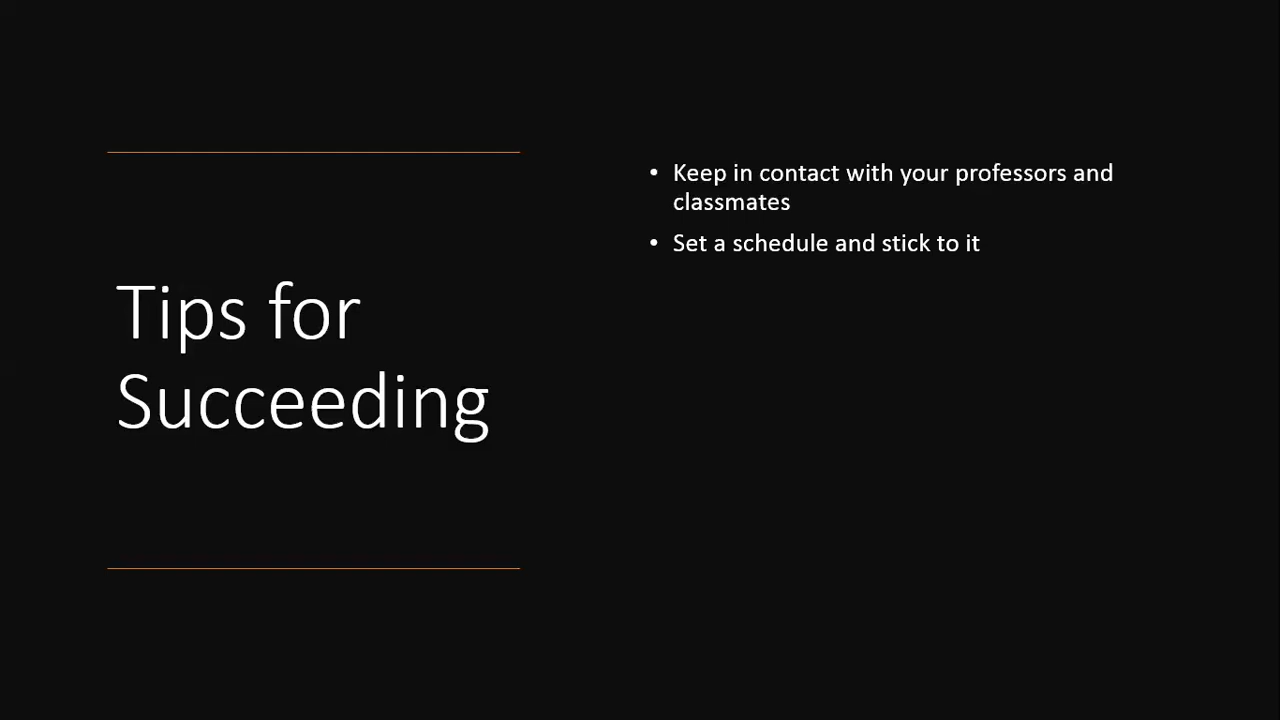 Tips for
Succeeding
• Keep in contact with your professors and
classmates
• Set a schedule and stick to it